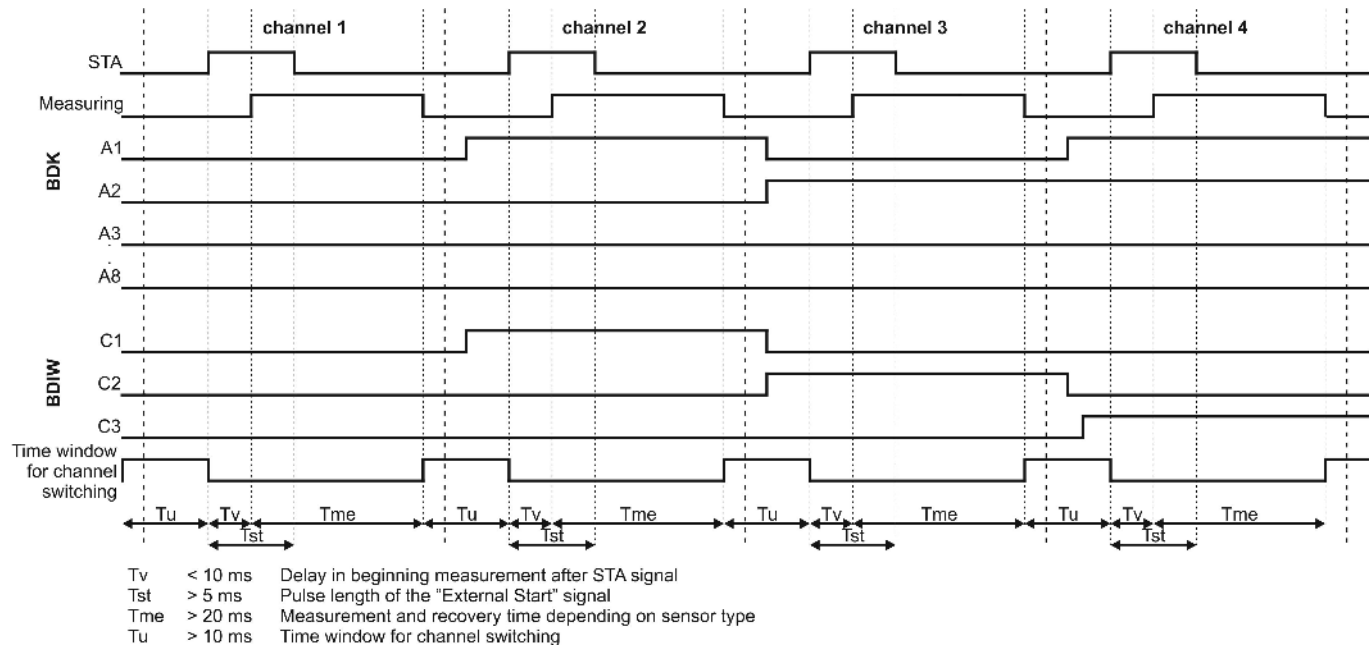 channel 1 channel 2 channel 3 channel 4
STA
Measuring
BDK
A1
A2
A3
.
A8
BDIW
C1
C2
C3
Time window
for channel
switching
Tu Tv Tme Tu Tv Tme Tu Tv Tme Tu Tv Tme
Tst Tst Tst Tst
Tv < 10 ms Delay in beginning measurement after STA signal
Tst > 5 ms Pulse length of the "External Start" signal
Tme > 20 ms Measurement and recovery time depending on sensor type
Tu > 10 ms Time window for channel switching